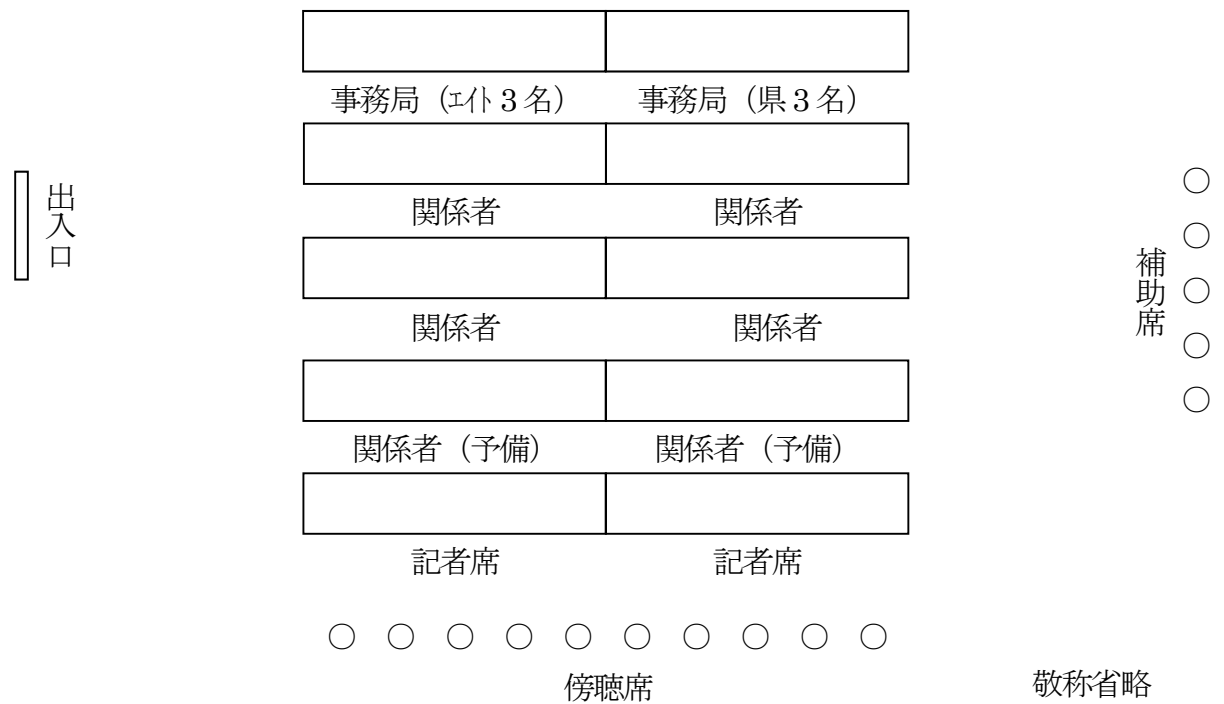 事務局（ｴｲﾄ 3 名）
事務局（県 3 名）
関係者
関係者
出入口
補助席
関係者
関係者
関係者（予備）
関係者（予備）
記者席
記者席
傍聴席
敬称省略